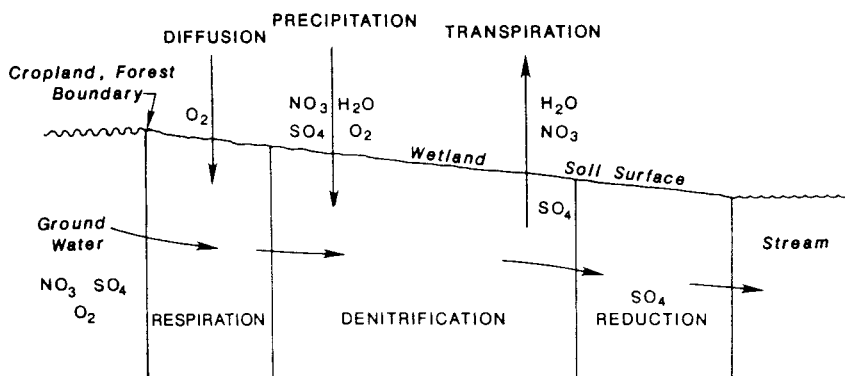 DIFFUSION
PRECIPITATION
TRANSPIRATION
Cropland, Forest
Boundary
O₂
NO₃ H₂O
SO₄ O₂
H₂O
NO₃
Wetland
Soil Surface
SO₄
Ground
Water
NO₃ SO₄
O₂
RESPIRATION
DENITRIFICATION
SO₄
REDUCTION
Stream